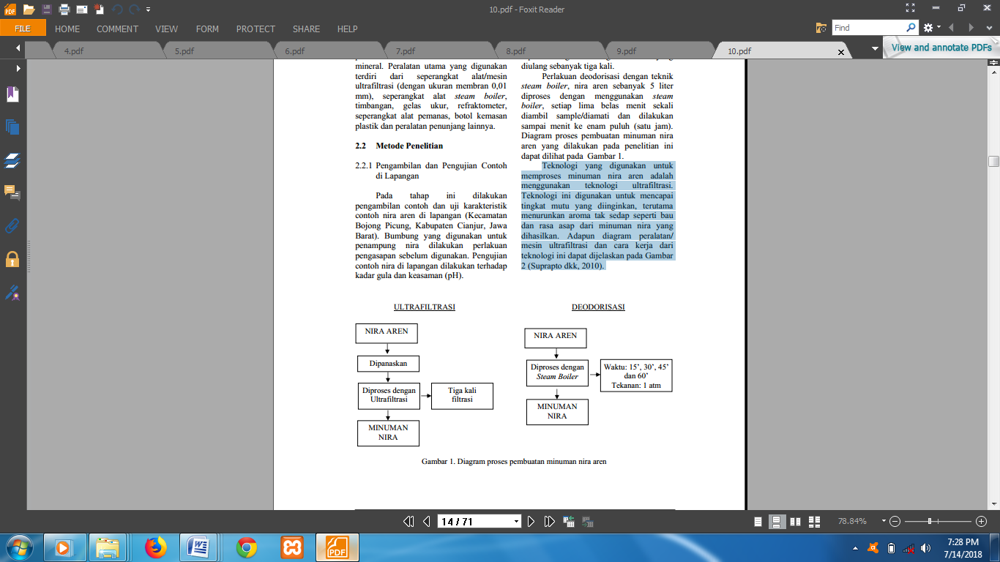 10.pdf - Foxit Reader
FILE
HOME
COMMENT
VIEW
FORM
PROTECT
SHARE
HELP
Find
4.pdf
5.pdf
6.pdf
7.pdf
8.pdf
9.pdf
10.pdf
View and annotate PDFs
mineral. Peralatan utama yang digunakan
terdiri dari seperangkat alat/mesin
ultrafiltrasi (dengan ukuran membran 0,01
mm), seperangkat alat steam boiler,
timbangan, gelas ukur, refraktometer,
seperangkat alat pemanas, botol kemasan
plastik dan peralatan penunjang lainnya.
2.2 Metode Penelitian
2.2.1 Pengambilan dan Pengujian Contoh
di Lapangan
Pada tahap ini dilakukan
pengambilan contoh dan uji karakteristik
contoh nira aren di lapangan (Kecamatan
Bojong Picung, Kabupaten Cianjur, Jawa
Barat). Bumbung yang digunakan untuk
penampung nira dilakukan perlakuan
pengasapan sebelum digunakan. Pengujian
contoh nira di lapangan dilakukan terhadap
kadar gula dan keasaman (pH).
diulang sebanyak tiga kali.
Perlakuan deodorisasi dengan teknik
steam boiler, nira aren sebanyak 5 liter
diproses dengan menggunakan steam
boiler, setiap lima belas menit sekali
diambil sample/diamati dan dilakukan
sampai menit ke enam puluh (satu jam).
Diagram proses pembuatan minuman nira
aren yang dilakukan pada penelitian ini
dapat dilihat pada Gambar 1.
Teknologi yang digunakan untuk
memproses minuman nira aren adalah
menggunakan teknologi ultrafiltrasi.
Teknologi ini digunakan untuk mencapai
tingkat mutu yang diinginkan, terutama
menurunkan aroma tak sedap seperti bau
dan rasa asap dari minuman nira yang
dihasilkan. Adapun diagram peralatan/
mesin ultrafiltrasi dan cara kerja dari
teknologi ini dapat dijelaskan pada Gambar
2 (Suprapto dkk, 2010).
ULTRAFILTRASI
NIRA AREN
Dipanaskan
Diproses dengan
Ultrafiltrasi
Tiga kali
filtrasi
MINUMAN
NIRA
DEODORISASI
NIRA AREN
Diproses dengan
Steam Boiler
Waktu: 15’, 30’, 45’
dan 60’
Tekanan: 1 atm
MINUMAN
NIRA
Gambar 1. Diagram proses pembuatan minuman nira aren
14 / 71
78.84%
7:28 PM
7/14/2018